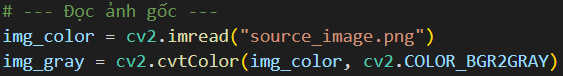 # --- Đọc ảnh gốc ---
img_color = cv2.imread("source_image.png")
img_gray = cv2.cvtColor(img_color, cv2.COLOR_BGR2GRAY)